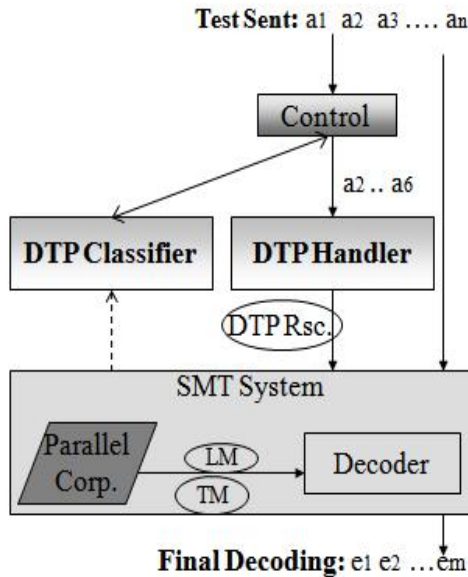 Test Sent: a1 a2 a3 .... an
Control
a2 .. a6
DTP Classifier
DTP Handler
DTP Rsc.
SMT System
Parallel
Corp.
LM
TM
Decoder
Final Decoding: e1 e2 ...em